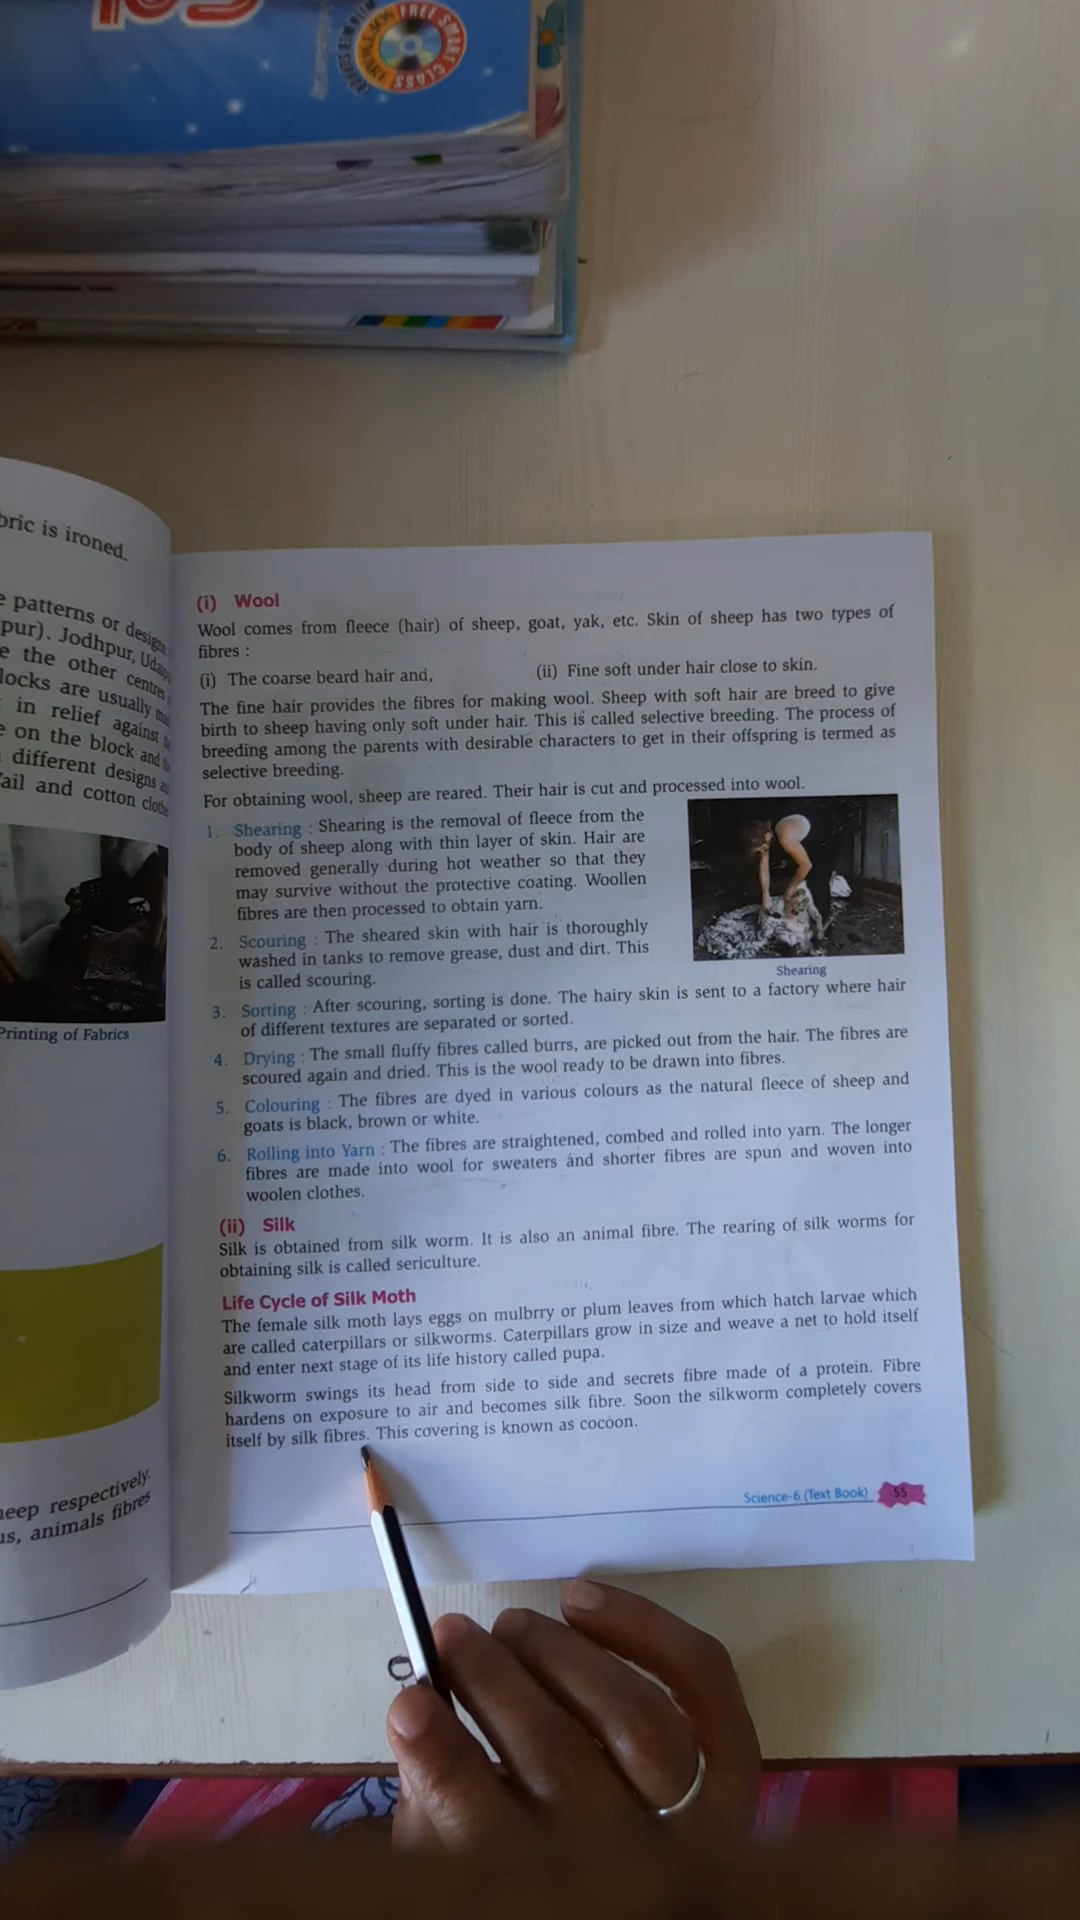 FREE SMART CLASS
bric is ironed.
patterns or designs
pur). Jodhpur,
e the other centres
locks are usually
in relief against
e on the block and
different designs
ail and cotton
Printing of Fabrics
heep respectively.
us, animals fibres
(i) Wool
Wool comes from fleece (hair) of sheep, goat, yak, etc. Skin of sheep has two types of
fibres :
(i) The coarse beard hair and, (ii) Fine soft under hair close to skin.
The fine hair provides the fibres for making wool. Sheep with soft hair are breed to give
birth to sheep having only soft under hair. This is called selective breeding. The process of
breeding among the parents with desirable characters to get in their offspring is termed as
selective breeding.
For obtaining wool, sheep are reared. Their hair is cut and processed into wool.
1. Shearing : Shearing is the removal of fleece from the
body of sheep along with thin layer of skin. Hair are
removed generally during hot weather so that they
may survive without the protective coating. Woollen
fibres are then processed to obtain yarn.
2. Scouring : The sheared skin with hair is thoroughly
washed in tanks to remove grease, dust and dirt. This
is called scouring.
Shearing
3. Sorting : After scouring, sorting is done. The hairy skin is sent to a factory where hair
of different textures are separated or sorted.
4. Drying : The small fluffy fibres called burrs, are picked out from the hair. The fibres are
scoured again and dried. This is the wool ready to be drawn into fibres.
5. Colouring : The fibres are dyed in various colours as the natural fleece of sheep and
goats is black, brown or white.
6. Rolling into Yarn : The fibres are straightened, combed and rolled into yarn. The longer
fibres are made into wool for sweaters and shorter fibres are spun and woven into
woolen clothes.
(ii) Silk
Silk is obtained from silk worm. It is also an animal fibre. The rearing of silk worms for
obtaining silk is called sericulture.
Life Cycle of Silk Moth
The female silk moth lays eggs on mulbrry or plum leaves from which hatch larvae which
are called caterpillars or silkworms. Caterpillars grow in size and weave a net to hold itself
and enter next stage of its life history called pupa.
Silkworm swings its head from side to side and secrets fibre made of a protein. Fibre
hardens on exposure to air and becomes silk fibre. Soon the silkworm completely covers
itself by silk fibres. This covering is known as cocoon.
Science-6 (Text Book) 55